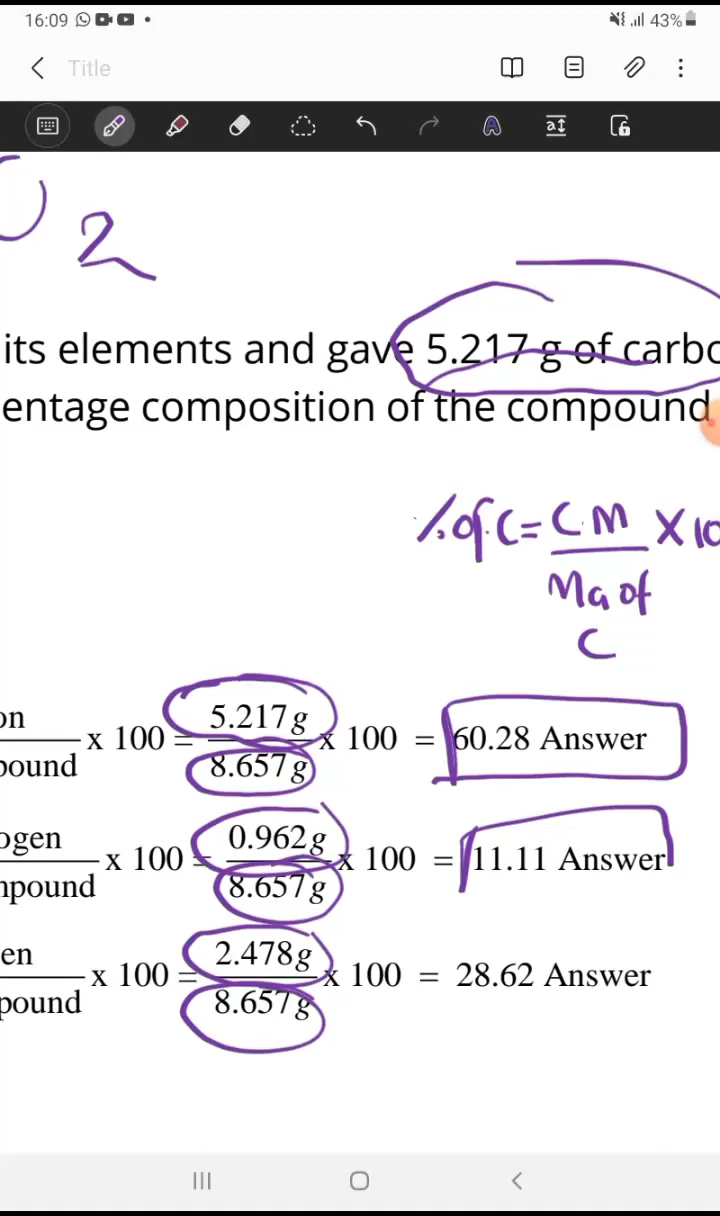 16:09 43%
Title
2
its elements and gave 5.217 g of carbo
entage composition of the compound
% of C = C M X 10
Ma of
C
on 5.217 g
x 100 = x 100 = 60.28 Answer
pound 8.657 g
ogen 0.962 g
x 100 = x 100 = 11.11 Answer
npound 8.657 g
en 2.478 g
x 100 = x 100 = 28.62 Answer
pound 8.657 g